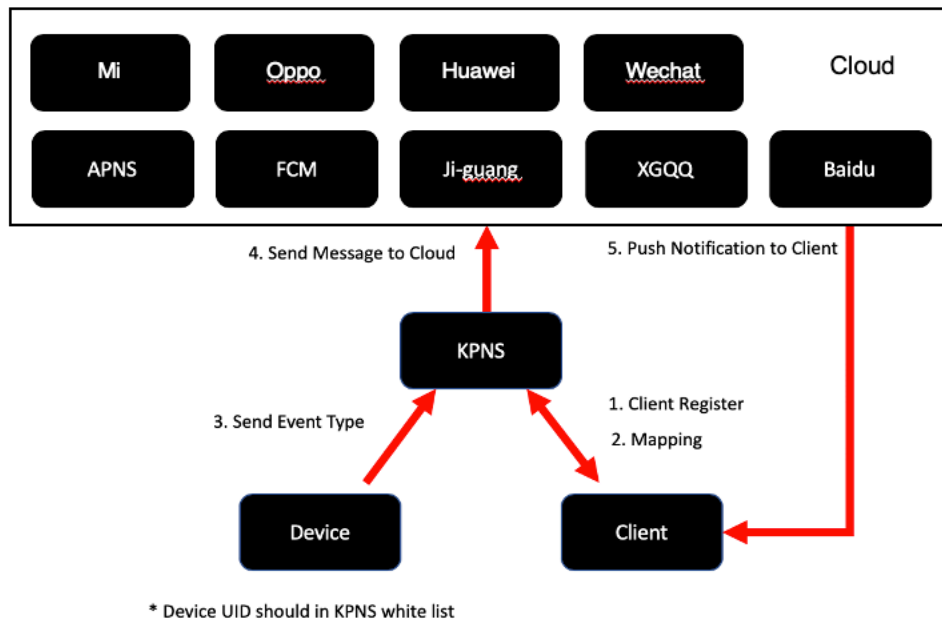 Mi
Oppo
Huawei
Wechat
Cloud
APNS
FCM
Ji-guang
XGQQ
Baidu
4. Send Message to Cloud
5. Push Notification to Client
KPNS
1. Client Register
3. Send Event Type
2. Mapping
Device
Client
* Device UID should in KPNS white list